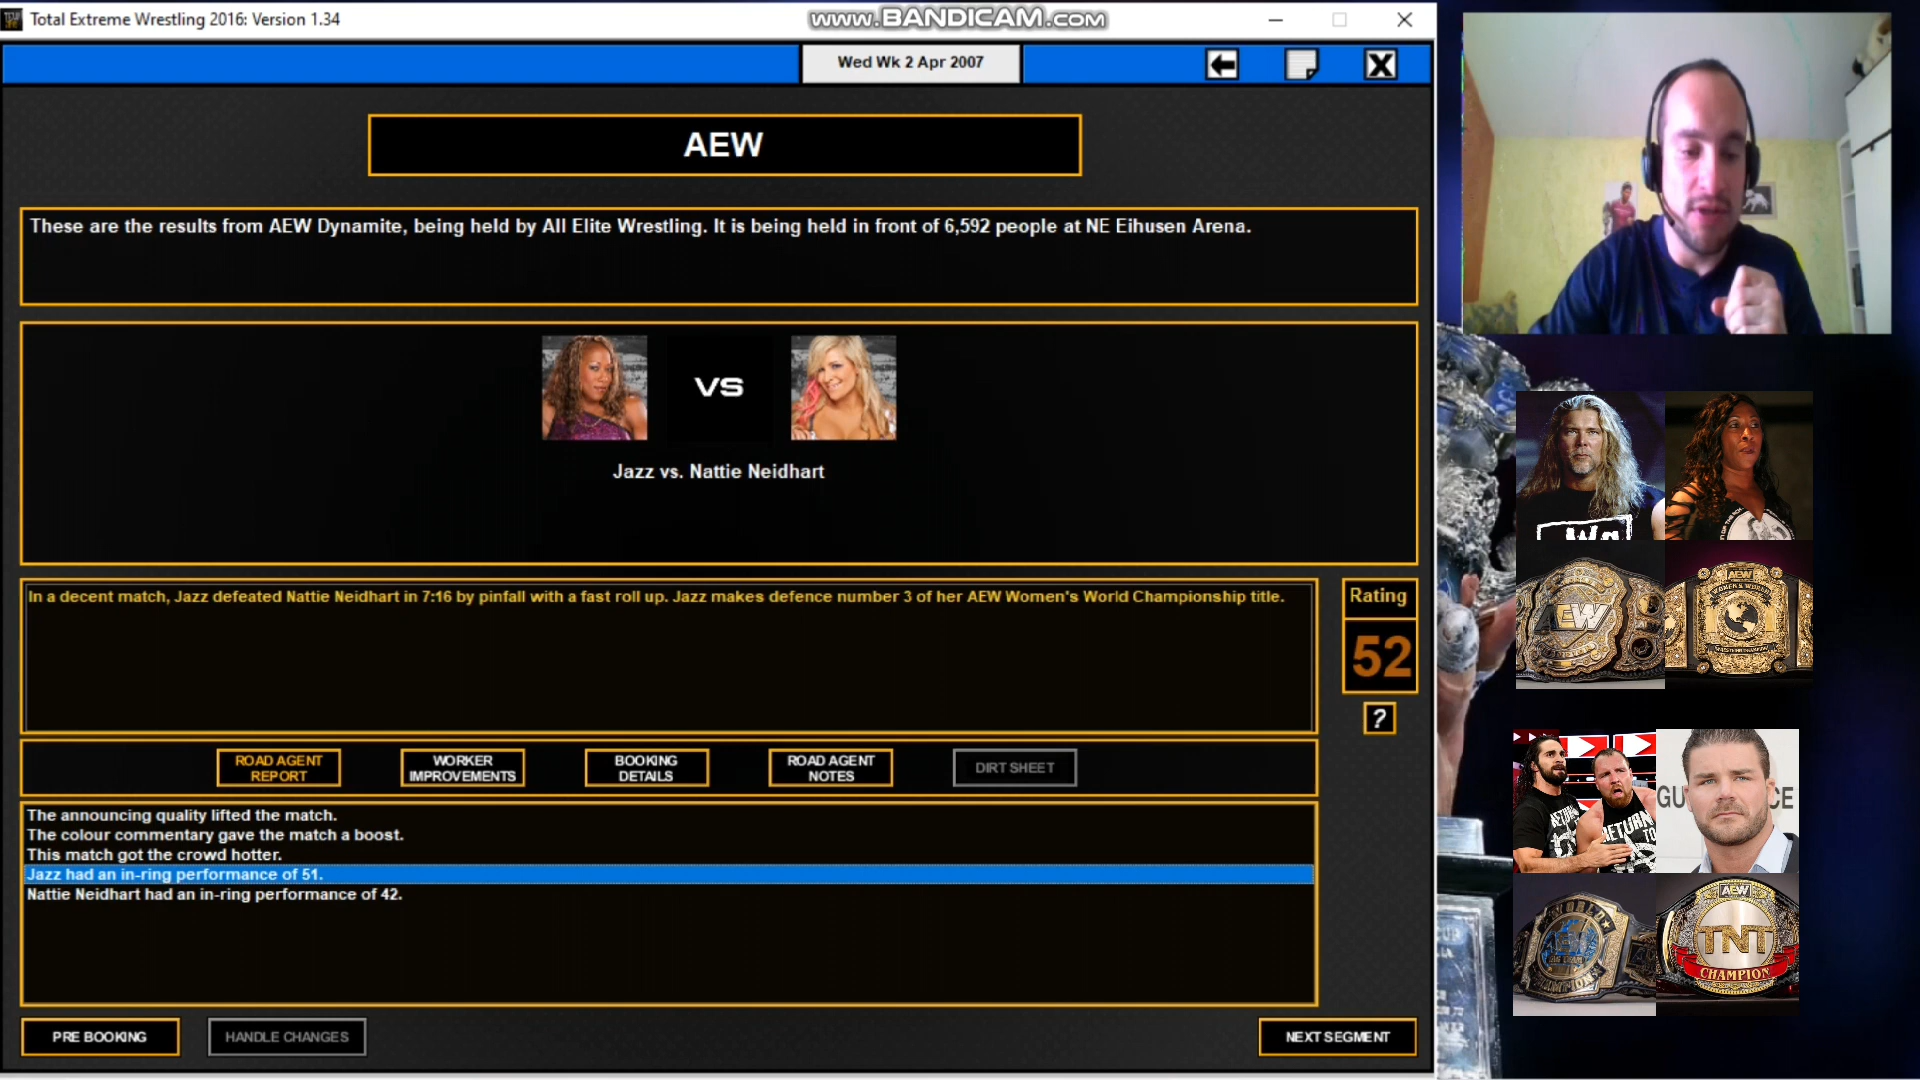 Total Extreme Wrestling 2016: Version 1.34
www.BANDICAM.com
Wed Wk 2 Apr 2007
AEW
These are the results from AEW Dynamite, being held by All Elite Wrestling. It is being held in front of 6,592 people at NE Eihusen Arena.
VS
Jazz vs. Nattie Neidhart
In a decent match, Jazz defeated Nattie Neidhart in 7:16 by pinfall with a fast roll up. Jazz makes defence number 3 of her AEW Women's World Championship title.
Rating
52
?
ROAD AGENT REPORT
WORKER IMPROVEMENTS
BOOKING DETAILS
ROAD AGENT NOTES
DIRT SHEET
The announcing quality lifted the match.
The colour commentary gave the match a boost.
This match got the crowd hotter.
Jazz had an in-ring performance of 51.
Nattie Neidhart had an in-ring performance of 42.
PRE BOOKING
HANDLE CHANGES
NEXT SEGMENT
AEW
AEW
GU
CE
RETURN
TO
WORLD
AEW
TNT
CHAMPION